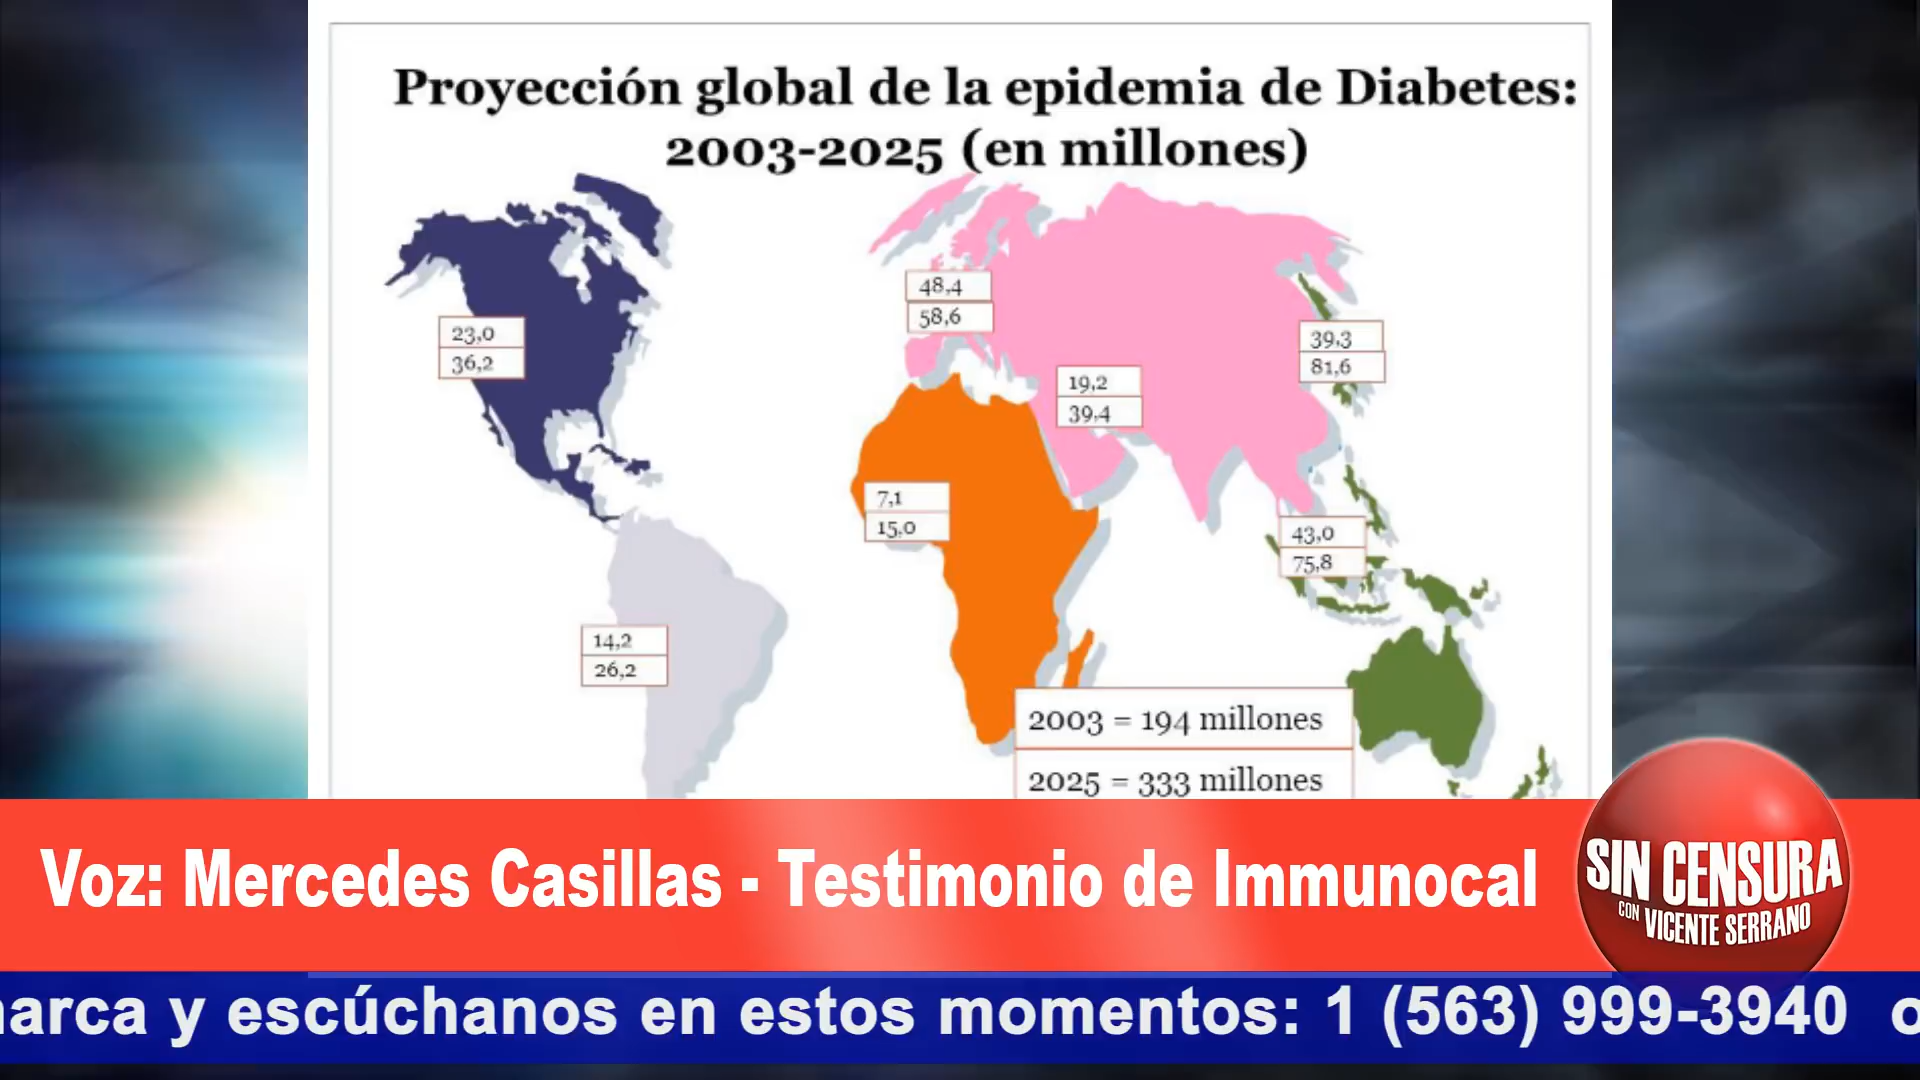 Proyección global de la epidemia de Diabetes:
2003-2025 (en millones)
48,4
58,6
23,0
36,2
39,3
81,6
19,2
39,4
7,1
15,0
43,0
75,8
14,2
26,2
2003 = 194 millones
2025 = 333 millones
Voz: Mercedes Casillas - Testimonio de Immunocal
SIN CENSURA
CON VICENTE SERRANO
marca y escúchanos en estos momentos: 1 (563) 999-3940 o